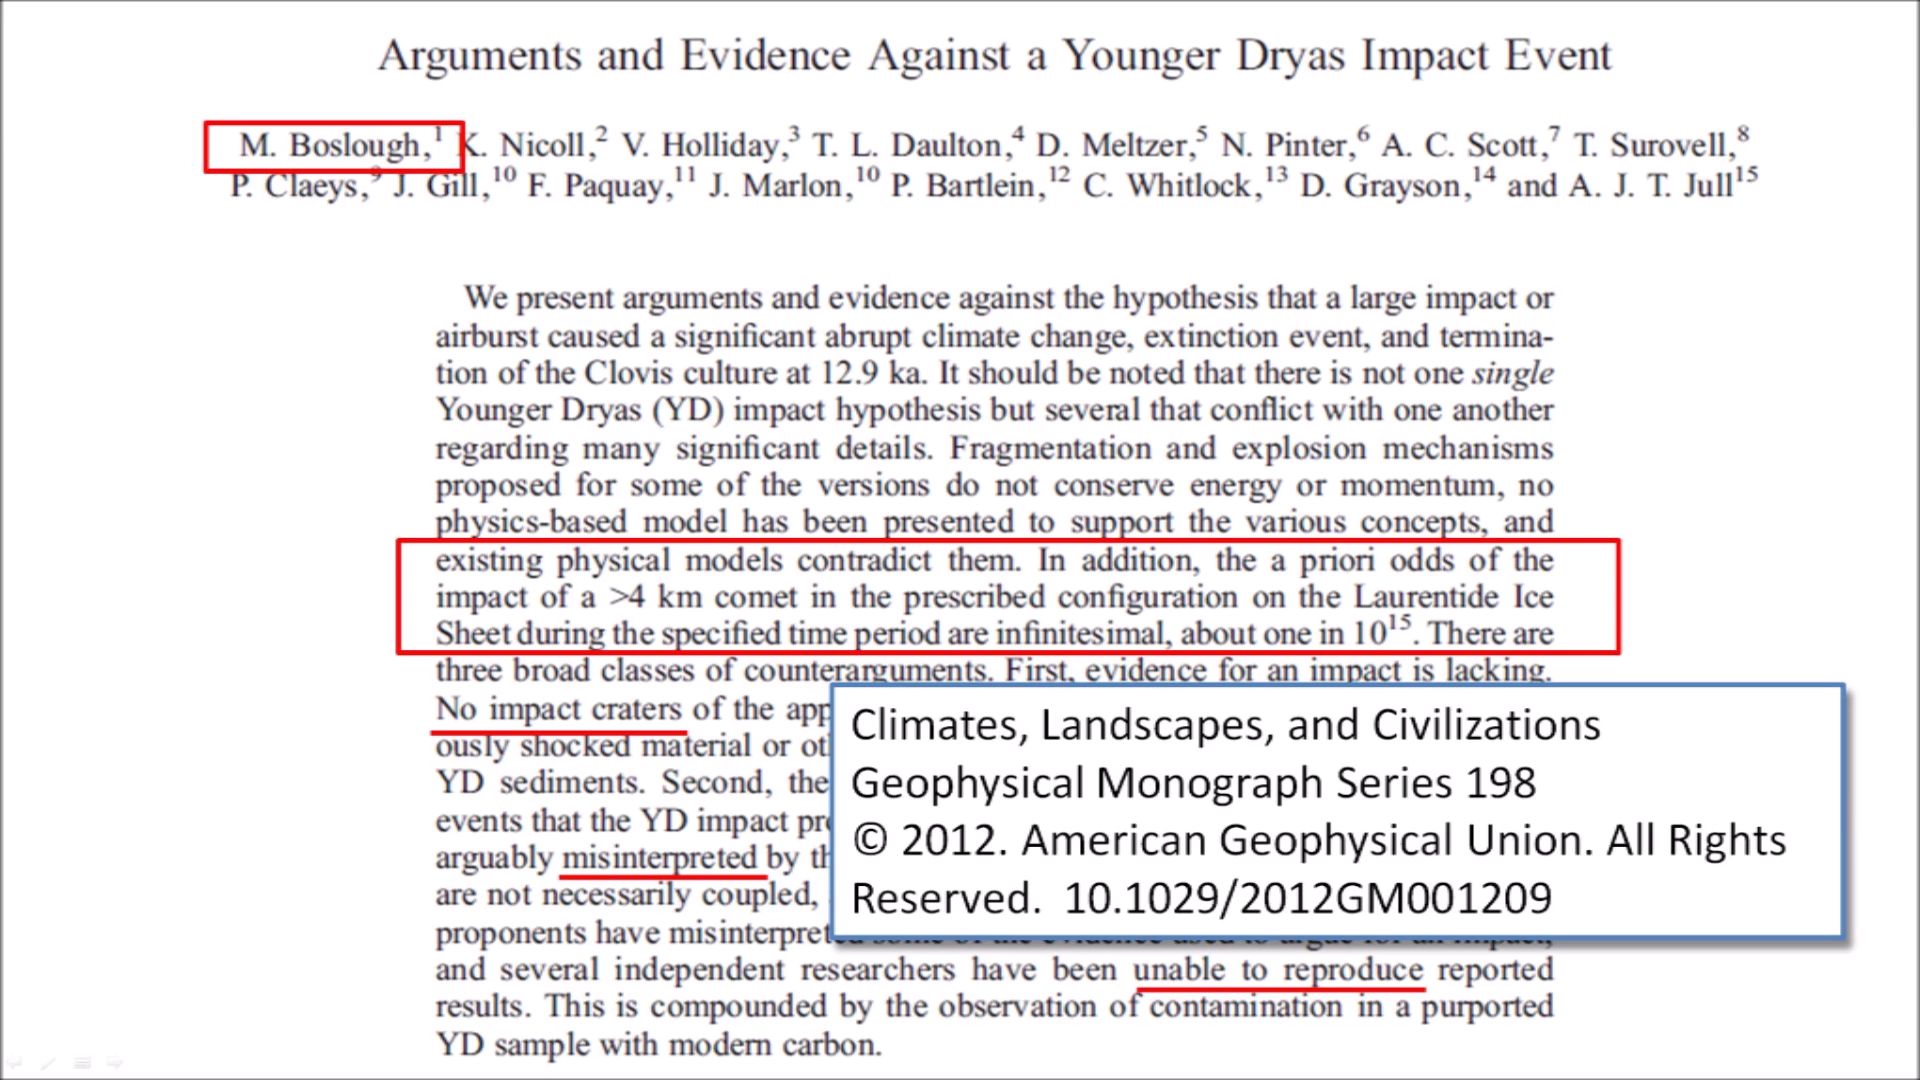 Arguments and Evidence Against a Younger Dryas Impact Event
M. Boslough,¹ K. Nicoll,² V. Holliday,³ T. L. Daulton,⁴ D. Meltzer,⁵ N. Pinter,⁶ A. C. Scott,⁷ T. Surovell,⁸
P. Claeys,⁹ J. Gill,¹⁰ F. Paquay,¹¹ J. Marlon,¹⁰ P. Bartlein,¹² C. Whitlock,¹³ D. Grayson,¹⁴ and A. J. T. Jull¹⁵
We present arguments and evidence against the hypothesis that a large impact or
airburst caused a significant abrupt climate change, extinction event, and termina-
tion of the Clovis culture at 12.9 ka. It should be noted that there is not one single
Younger Dryas (YD) impact hypothesis but several that conflict with one another
regarding many significant details. Fragmentation and explosion mechanisms
proposed for some of the versions do not conserve energy or momentum, no
physics-based model has been presented to support the various concepts, and
existing physical models contradict them. In addition, the a priori odds of the
impact of a >4 km comet in the prescribed configuration on the Laurentide Ice
Sheet during the specified time period are infinitesimal, about one in 10¹⁵. There are
three broad classes of counterarguments. First, evidence for an impact is lacking.
No impact craters of the app
ously shocked material or ot
YD sediments. Second, the
events that the YD impact pr
arguably misinterpreted by th
are not necessarily coupled,
proponents have misinterpreted some of the evidence used to argue for an impact,
and several independent researchers have been unable to reproduce reported
results. This is compounded by the observation of contamination in a purported
YD sample with modern carbon.
Climates, Landscapes, and Civilizations
Geophysical Monograph Series 198
© 2012. American Geophysical Union. All Rights
Reserved. 10.1029/2012GM001209